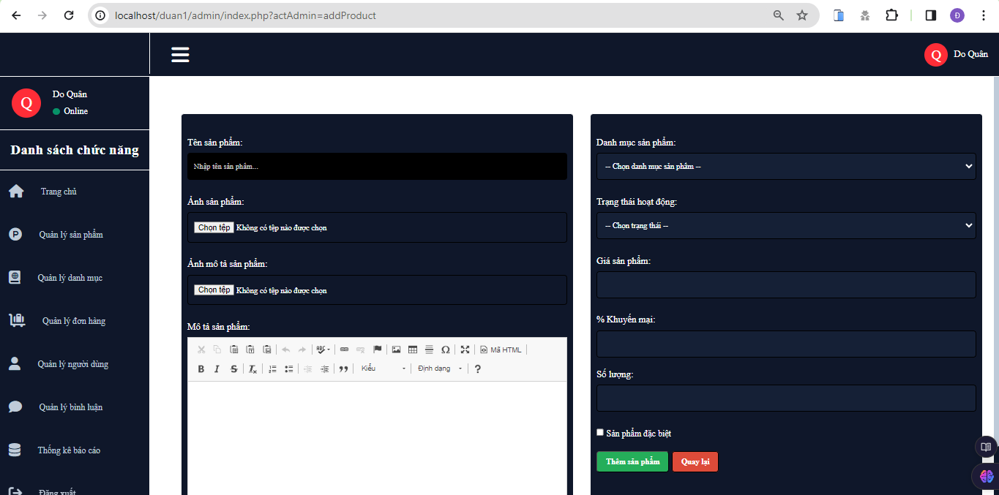 localhost/duan1/admin/index.php?actAdmin=addProduct
Đ
Q Do Quân
Q
Do Quân
Online
Danh sách chức năng
Trang chủ
P Quản lý sản phẩm
Quản lý danh mục
Quản lý đơn hàng
Quản lý người dùng
Quản lý bình luận
Thống kê báo cáo
Đăng xuất
Tên sản phẩm:
Nhập tên sản phẩm...
Ảnh sản phẩm:
Chọn tệp Không có tệp nào được chọn
Ảnh mô tả sản phẩm:
Chọn tệp Không có tệp nào được chọn
Mô tả sản phẩm:
ABC Ω Mã HTML
B I S Tx Kiểu Định dạng ?
Danh mục sản phẩm:
-- Chọn danh mục sản phẩm --
Trạng thái hoạt động:
-- Chọn trạng thái --
Giá sản phẩm:
% Khuyến mại:
Số lượng:
Sản phẩm đặc biệt
Thêm sản phẩm Quay lại